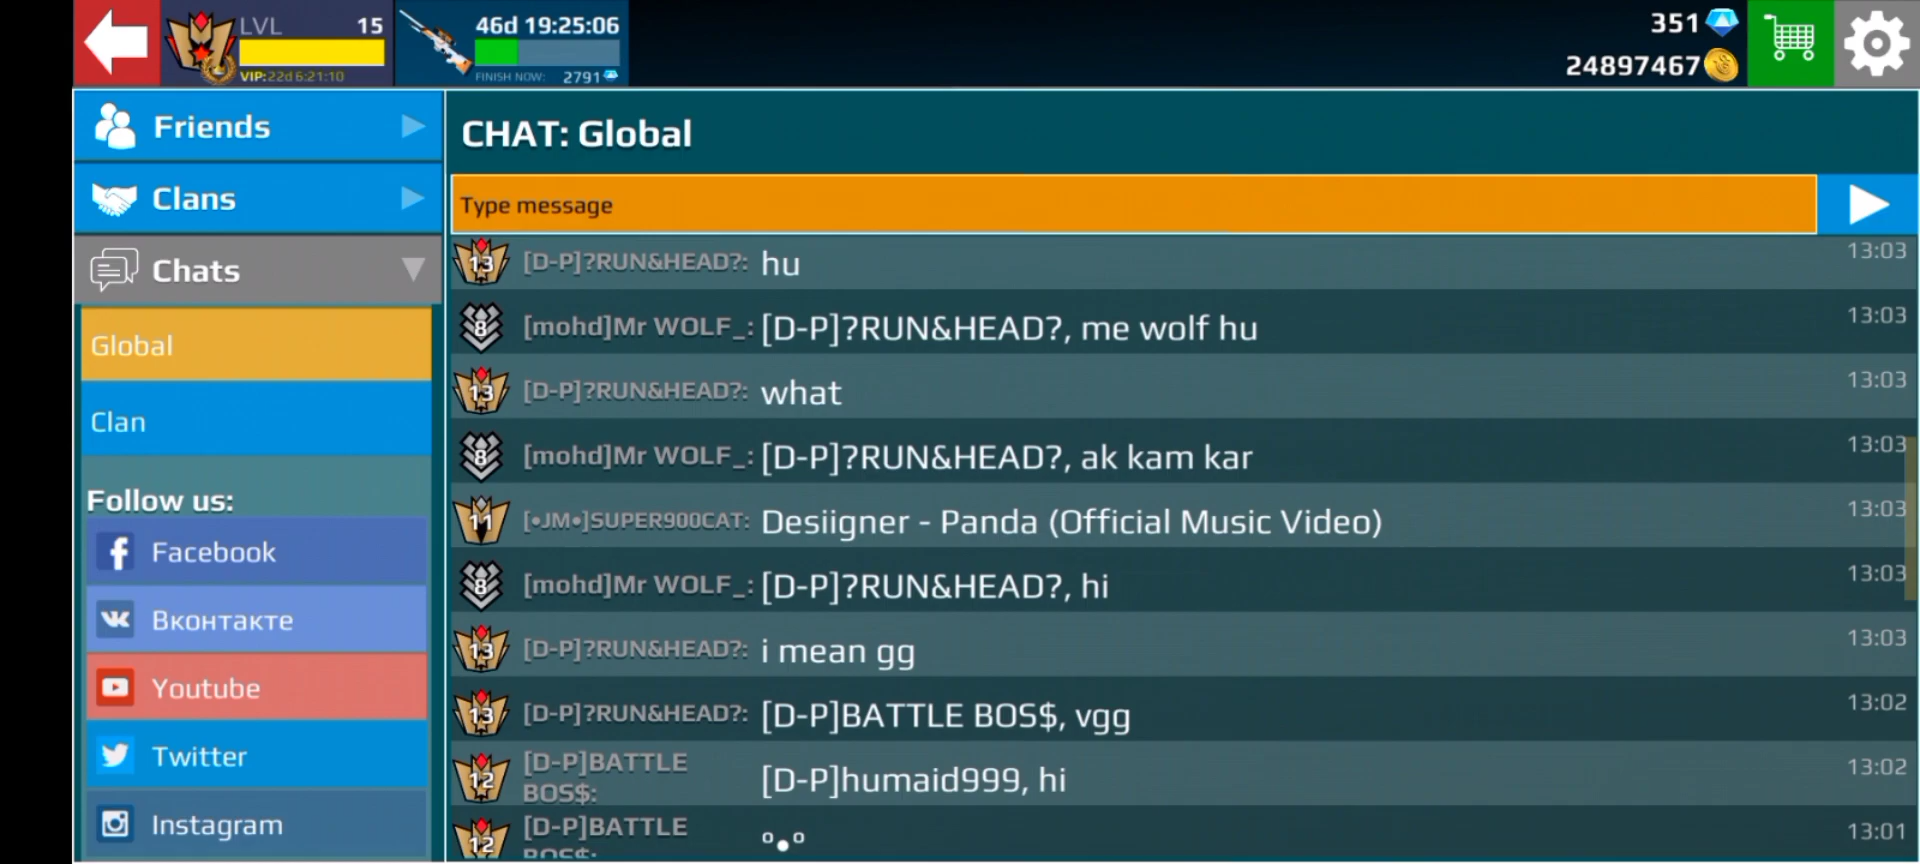 LVL 15
VIP:22d 6:21:10
46d 19:25:06
FINISH NOW: 2791
351
24897467
Friends
Clans
Chats
Global
Clan
Follow us:
Facebook
Вконтакте
Youtube
Twitter
Instagram
CHAT: Global
Type message
13 [D-P]?RUN&HEAD?: hu 13:03
8 [mohd]Mr WOLF_: [D-P]?RUN&HEAD?, me wolf hu 13:03
13 [D-P]?RUN&HEAD?: what 13:03
8 [mohd]Mr WOLF_: [D-P]?RUN&HEAD?, ak kam kar 13:03
11 [•JM•]SUPER900CAT: Desiigner - Panda (Official Music Video) 13:03
8 [mohd]Mr WOLF_: [D-P]?RUN&HEAD?, hi 13:03
13 [D-P]?RUN&HEAD?: i mean gg 13:03
13 [D-P]?RUN&HEAD?: [D-P]BATTLE BOS$, vgg 13:02
12 [D-P]BATTLE
BOS$: [D-P]humaid999, hi 13:02
12 [D-P]BATTLE
BOS$: º•º 13:01